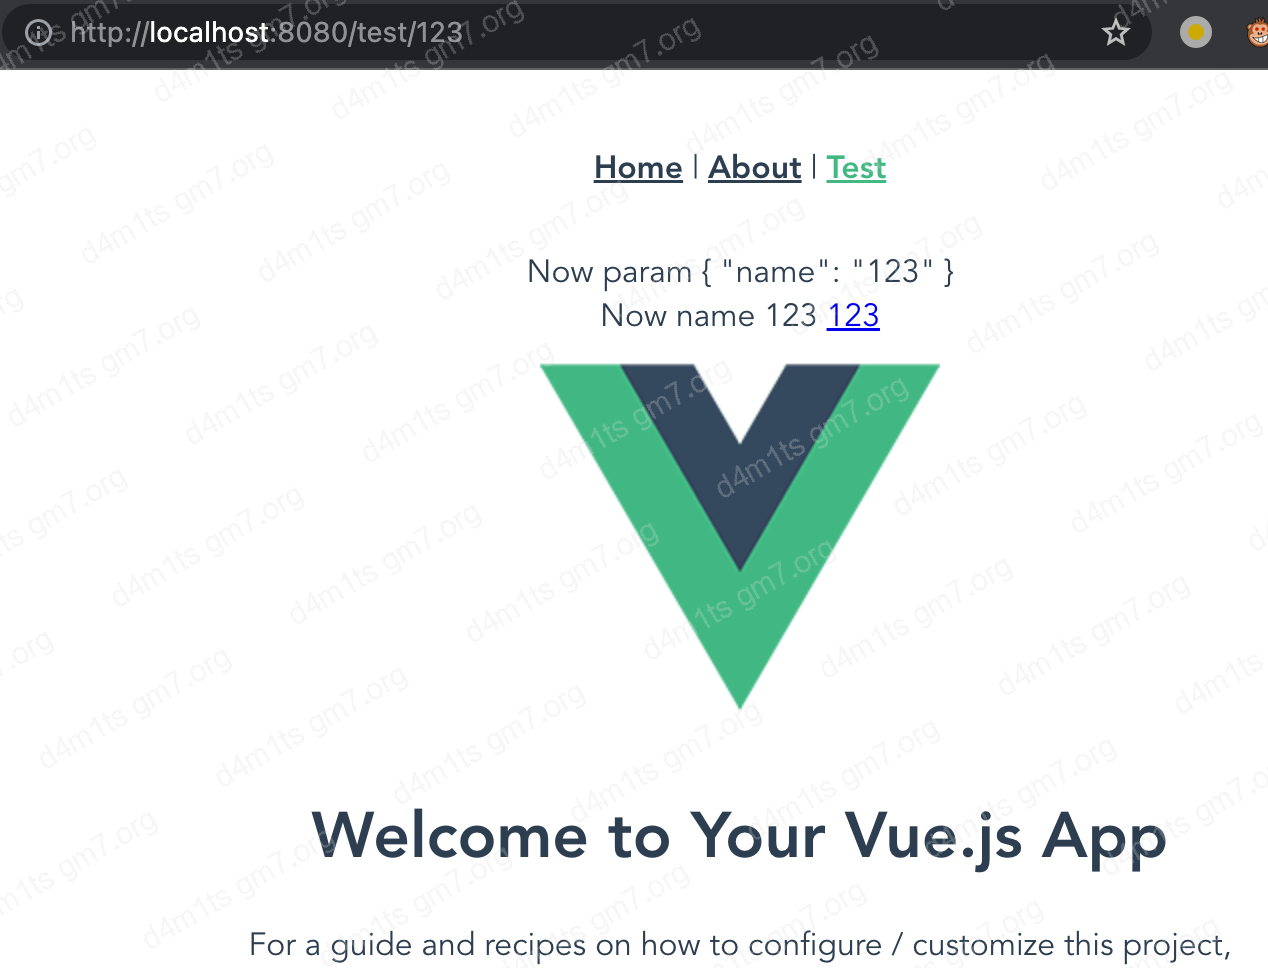 http://localhost:8080/test/123
Home | About | Test
Now param { "name": "123" }
Now name 123 123
Welcome to Your Vue.js App
For a guide and recipes on how to configure / customize this project,
d4m1ts gm7.org